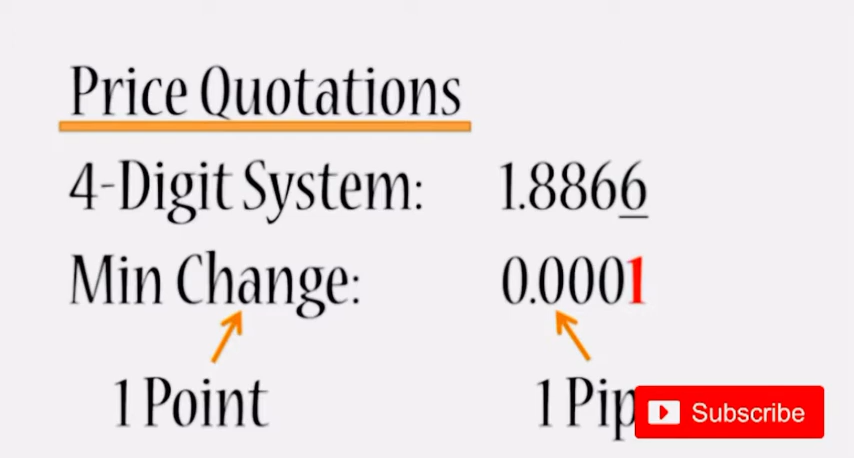 Price Quotations
4-Digit System: 1.8866
Min Change: 0.0001
1 Point 1 Pip
Subscribe